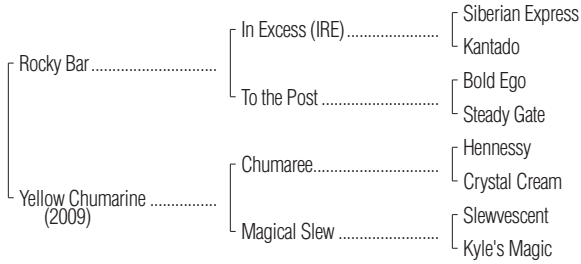 Siberian Express
In Excess (IRE)....................
Kantado
Rocky Bar...........................
Bold Ego
To the Post.........................
Steady Gate
Hennessy
Chumaree...........................
Crystal Cream
Yellow Chumarine ................
(2009)
Slewvescent
Magical Slew ......................
Kyle's Magic